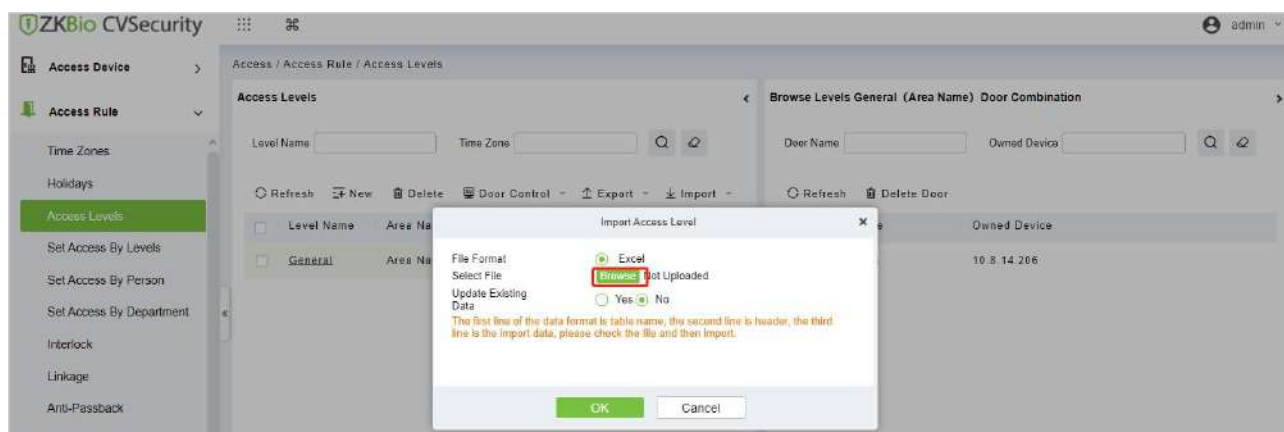 ZKBio CVSecurity
admin
Access Device
Access Rule
Time Zones
Holidays
Access Levels
Set Access By Levels
Set Access By Person
Set Access By Department
Interlock
Linkage
Anti-Passback
Access / Access Rule / Access Levels
Access Levels
Level Name Time Zone
Refresh New Delete Door Control Export Import
Level Name Area Na
General Area Na
Browse Levels General (Area Name) Door Combination
Door Name Owned Device
Refresh Delete Door
Owned Device
10.8.14.206
Import Access Level
File Format Excel
Select File Browse Not Uploaded
Update Existing
Data Yes No
The first line of the data format is table name, the second line is header, the third
line is the import data, please check the file and then import.
OK Cancel